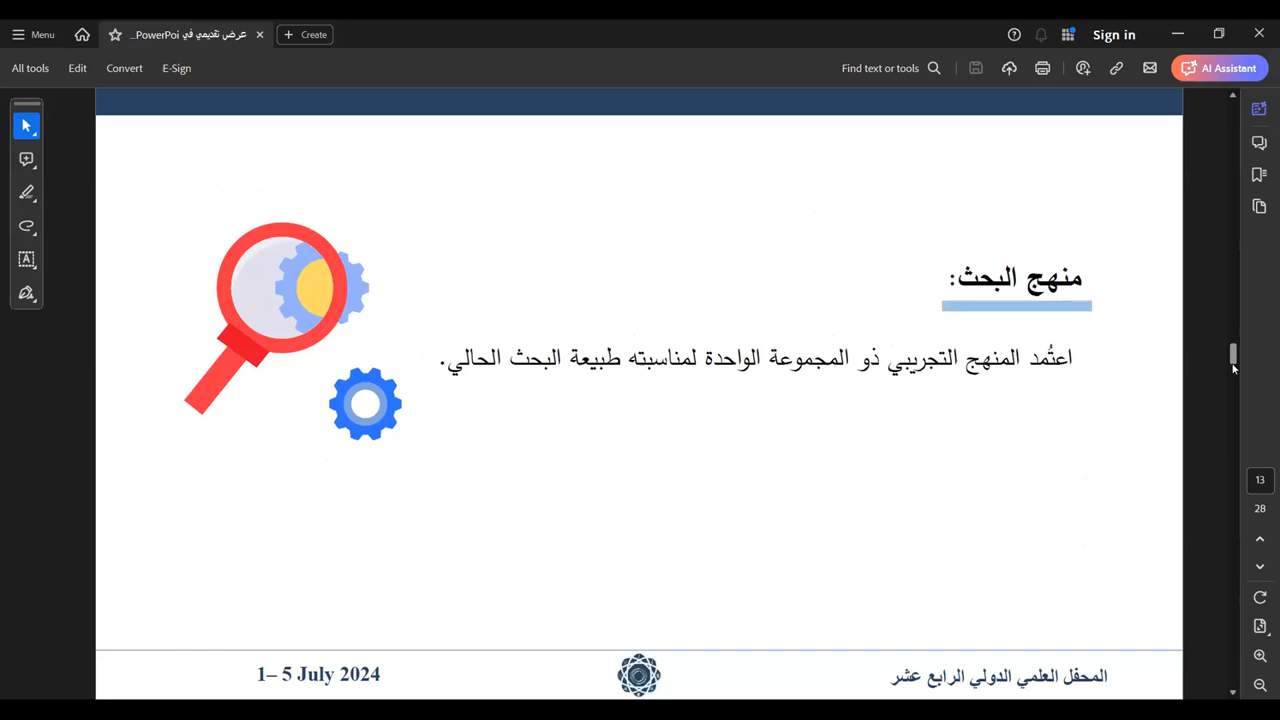 Menu
عرض تقديمي في PowerPoi...
Create
Sign in
All tools
Edit
Convert
E-Sign
Find text or tools
AI Assistant
منهج البحث:
اعتُمد المنهج التجريبي ذو المجموعة الواحدة لمناسبته طبيعة البحث الحالي.
13
28
1– 5 July 2024
المحفل العلمي الدولي الرابع عشر